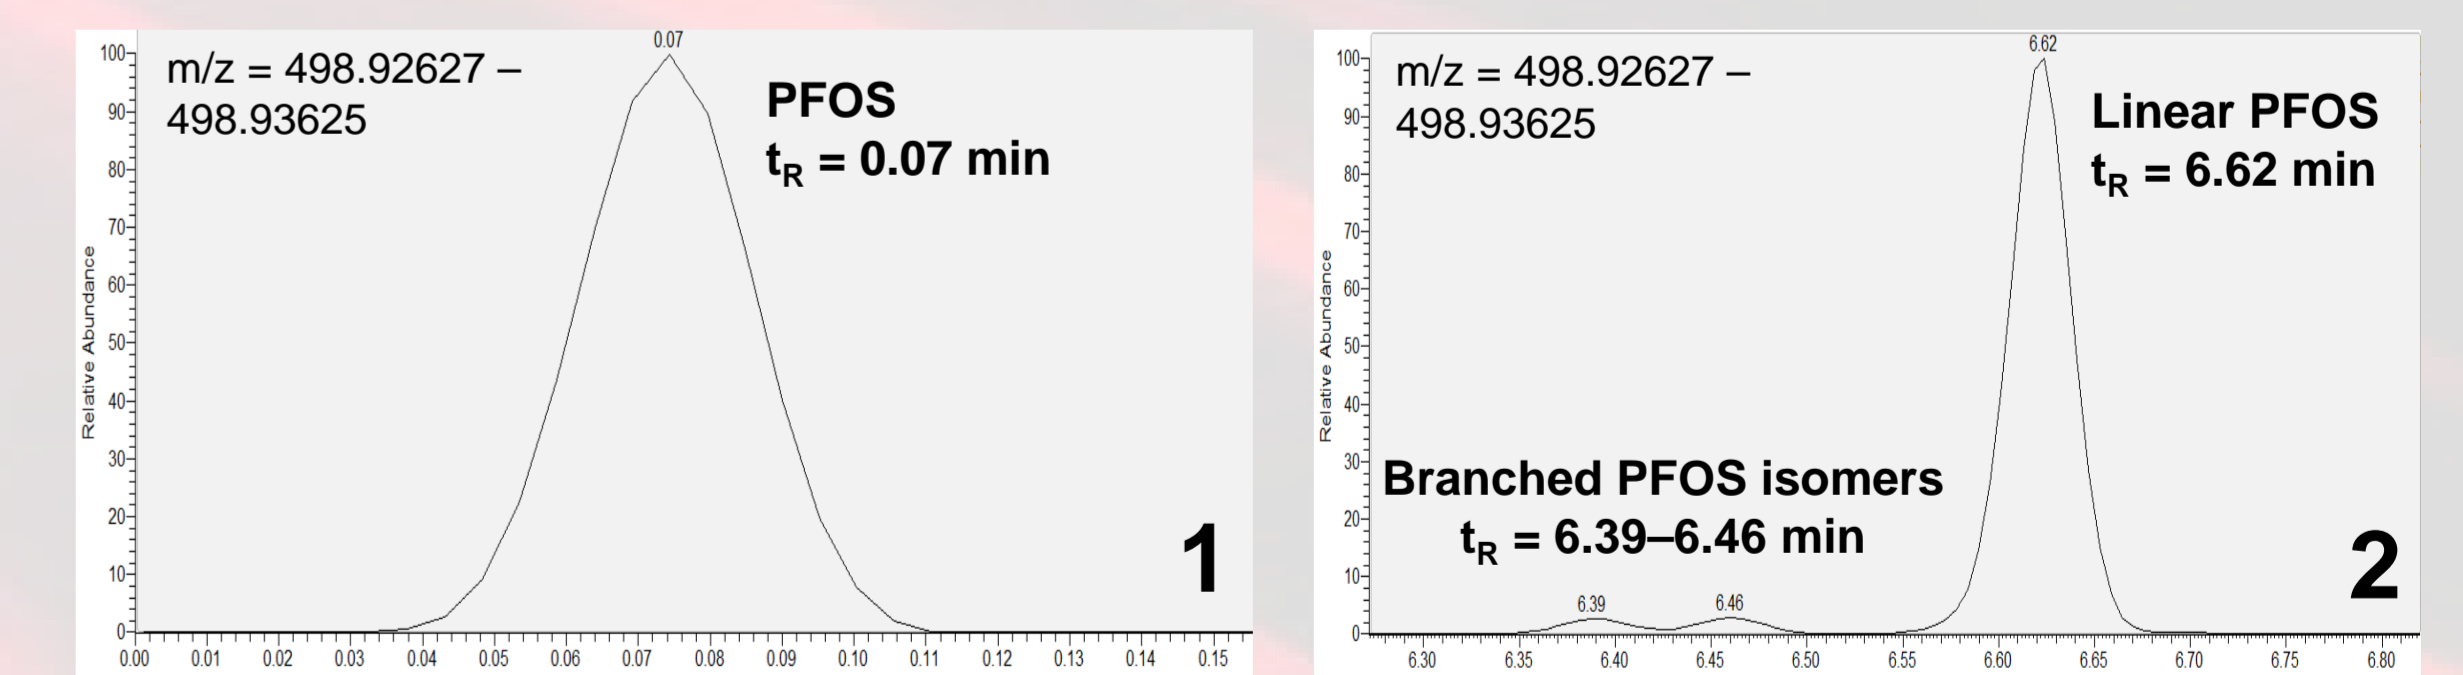 0.07
m/z = 498.92627 –
498.93625
PFOS
tR = 0.07 min
Relative Abundance
100
90
80
70
60
50
40
30
20
10
0
1
0.00 0.01 0.02 0.03 0.04 0.05 0.06 0.07 0.08 0.09 0.10 0.11 0.12 0.13 0.14 0.15
6.62
m/z = 498.92627 –
498.93625
Linear PFOS
tR = 6.62 min
Relative Abundance
100
90
80
70
60
50
40
30
20
10
0
Branched PFOS isomers
tR = 6.39–6.46 min
6.39 6.46
2
6.30 6.35 6.40 6.45 6.50 6.55 6.60 6.65 6.70 6.75 6.80